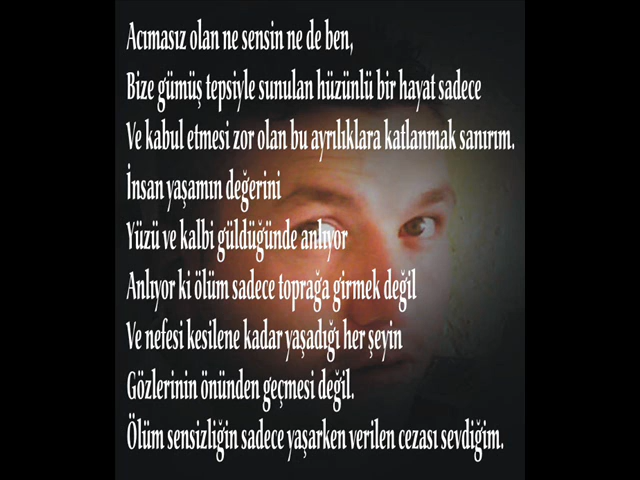 Acımasız olan ne sensin ne de ben,
Bize gümüş tepsiyle sunulan hüzünlü bir hayat sadece
Ve kabul etmesi zor olan bu ayrılıklara katlanmak sanırım.
İnsan yaşamın değerini
Yüzü ve kalbi güldüğünde anlıyor
Anlıyor ki ölüm sadece toprağa girmek değil
Ve nefesi kesilene kadar yaşadığı her şeyin
Gözlerinin önünden geçmesi değil.
Ölüm sensizliğin sadece yaşarken verilen cezası sevdiğim.